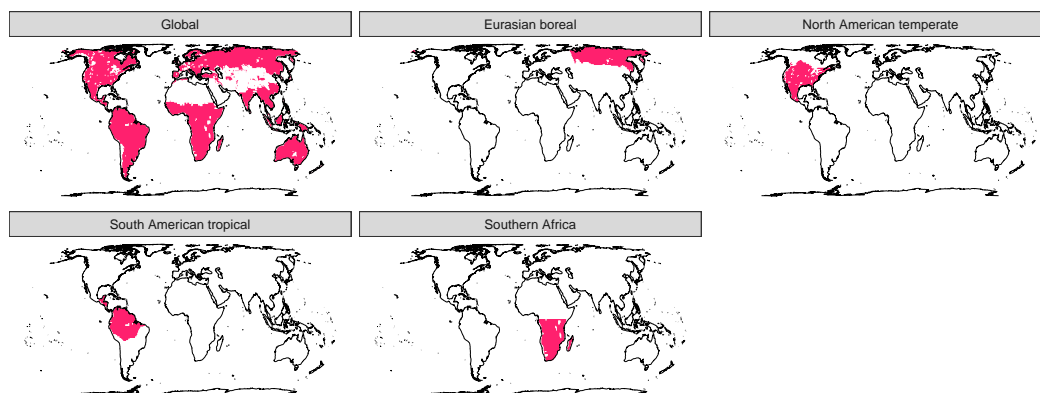 Global
Eurasian boreal
North American temperate
South American tropical
Southern Africa